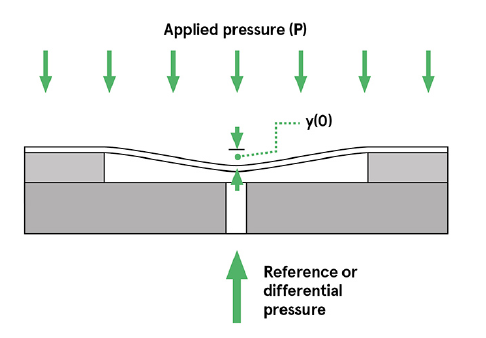 Applied pressure (P)
y(0)
Reference or
differential
pressure